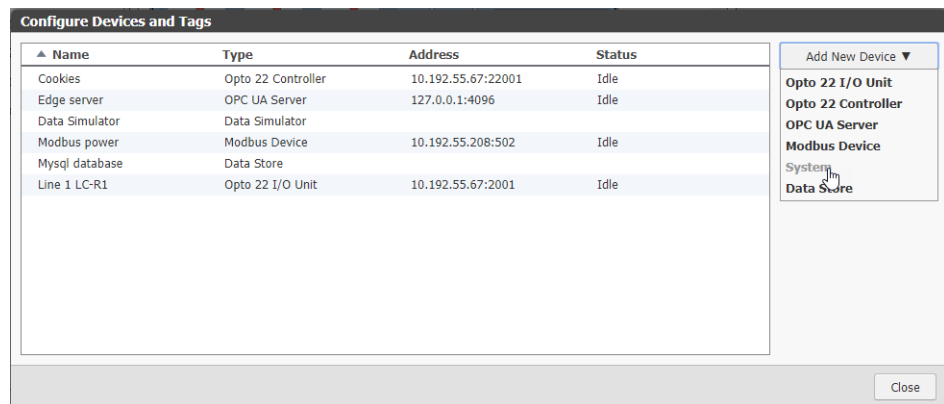 Configure Devices and Tags
▲ Name Type Address Status
Cookies Opto 22 Controller 10.192.55.67:22001 Idle
Edge server OPC UA Server 127.0.0.1:4096 Idle
Data Simulator Data Simulator
Modbus power Modbus Device 10.192.55.208:502 Idle
Mysql database Data Store
Line 1 LC-R1 Opto 22 I/O Unit 10.192.55.67:2001 Idle
Add New Device ▼
Opto 22 I/O Unit
Opto 22 Controller
OPC UA Server
Modbus Device
System
Data Store
Close